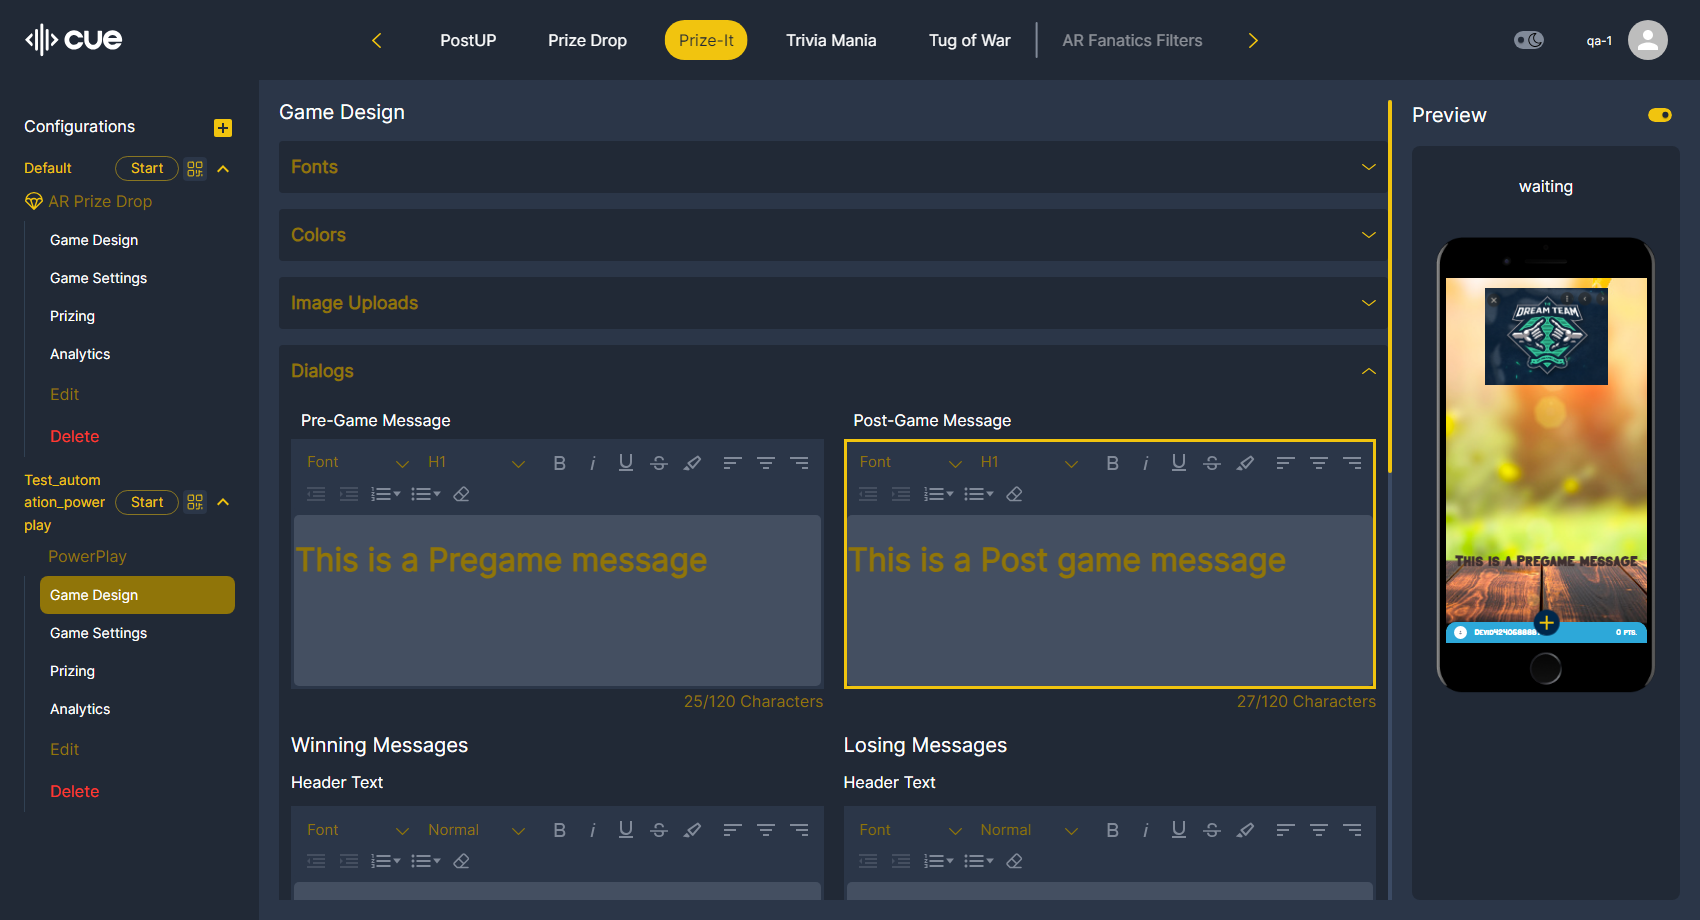 cue
PostUP
Prize Drop
Prize-It
Trivia Mania
Tug of War
AR Fanatics Filters
qa-1
Configurations
Default
Start
AR Prize Drop
Game Design
Game Settings
Prizing
Analytics
Edit
Delete
Test_autom
ation_power
play
Start
PowerPlay
Game Design
Game Settings
Prizing
Analytics
Edit
Delete
Game Design
Fonts
Colors
Image Uploads
Dialogs
Pre-Game Message
Font H1
This is a Pregame message
25/120 Characters
Post-Game Message
Font H1
This is a Post game message
27/120 Characters
Winning Messages
Header Text
Font Normal
Losing Messages
Header Text
Font Normal
Preview
waiting
DREAM TEAM
This is a Pregame message
0 pts.